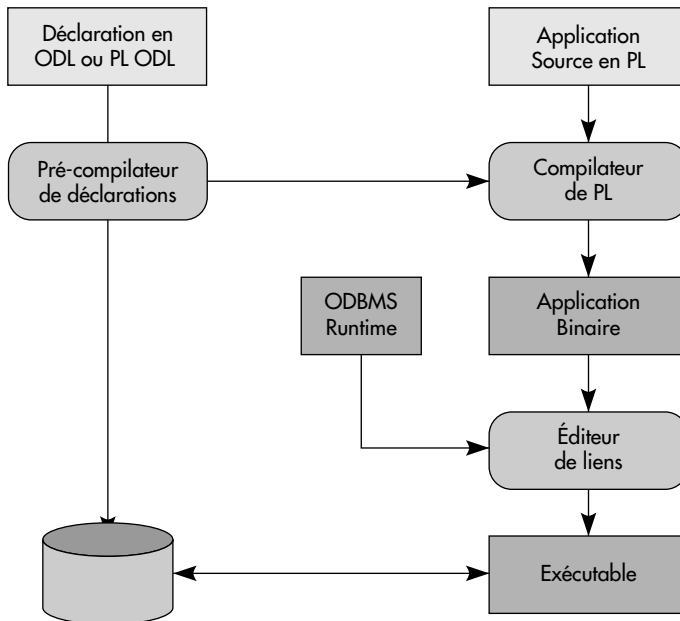 Déclaration en
ODL ou PL ODL
Application
Source en PL
Pré-compilateur
de déclarations
Compilateur
de PL
ODBMS
Runtime
Application
Binaire
Éditeur
de liens
Exécutable